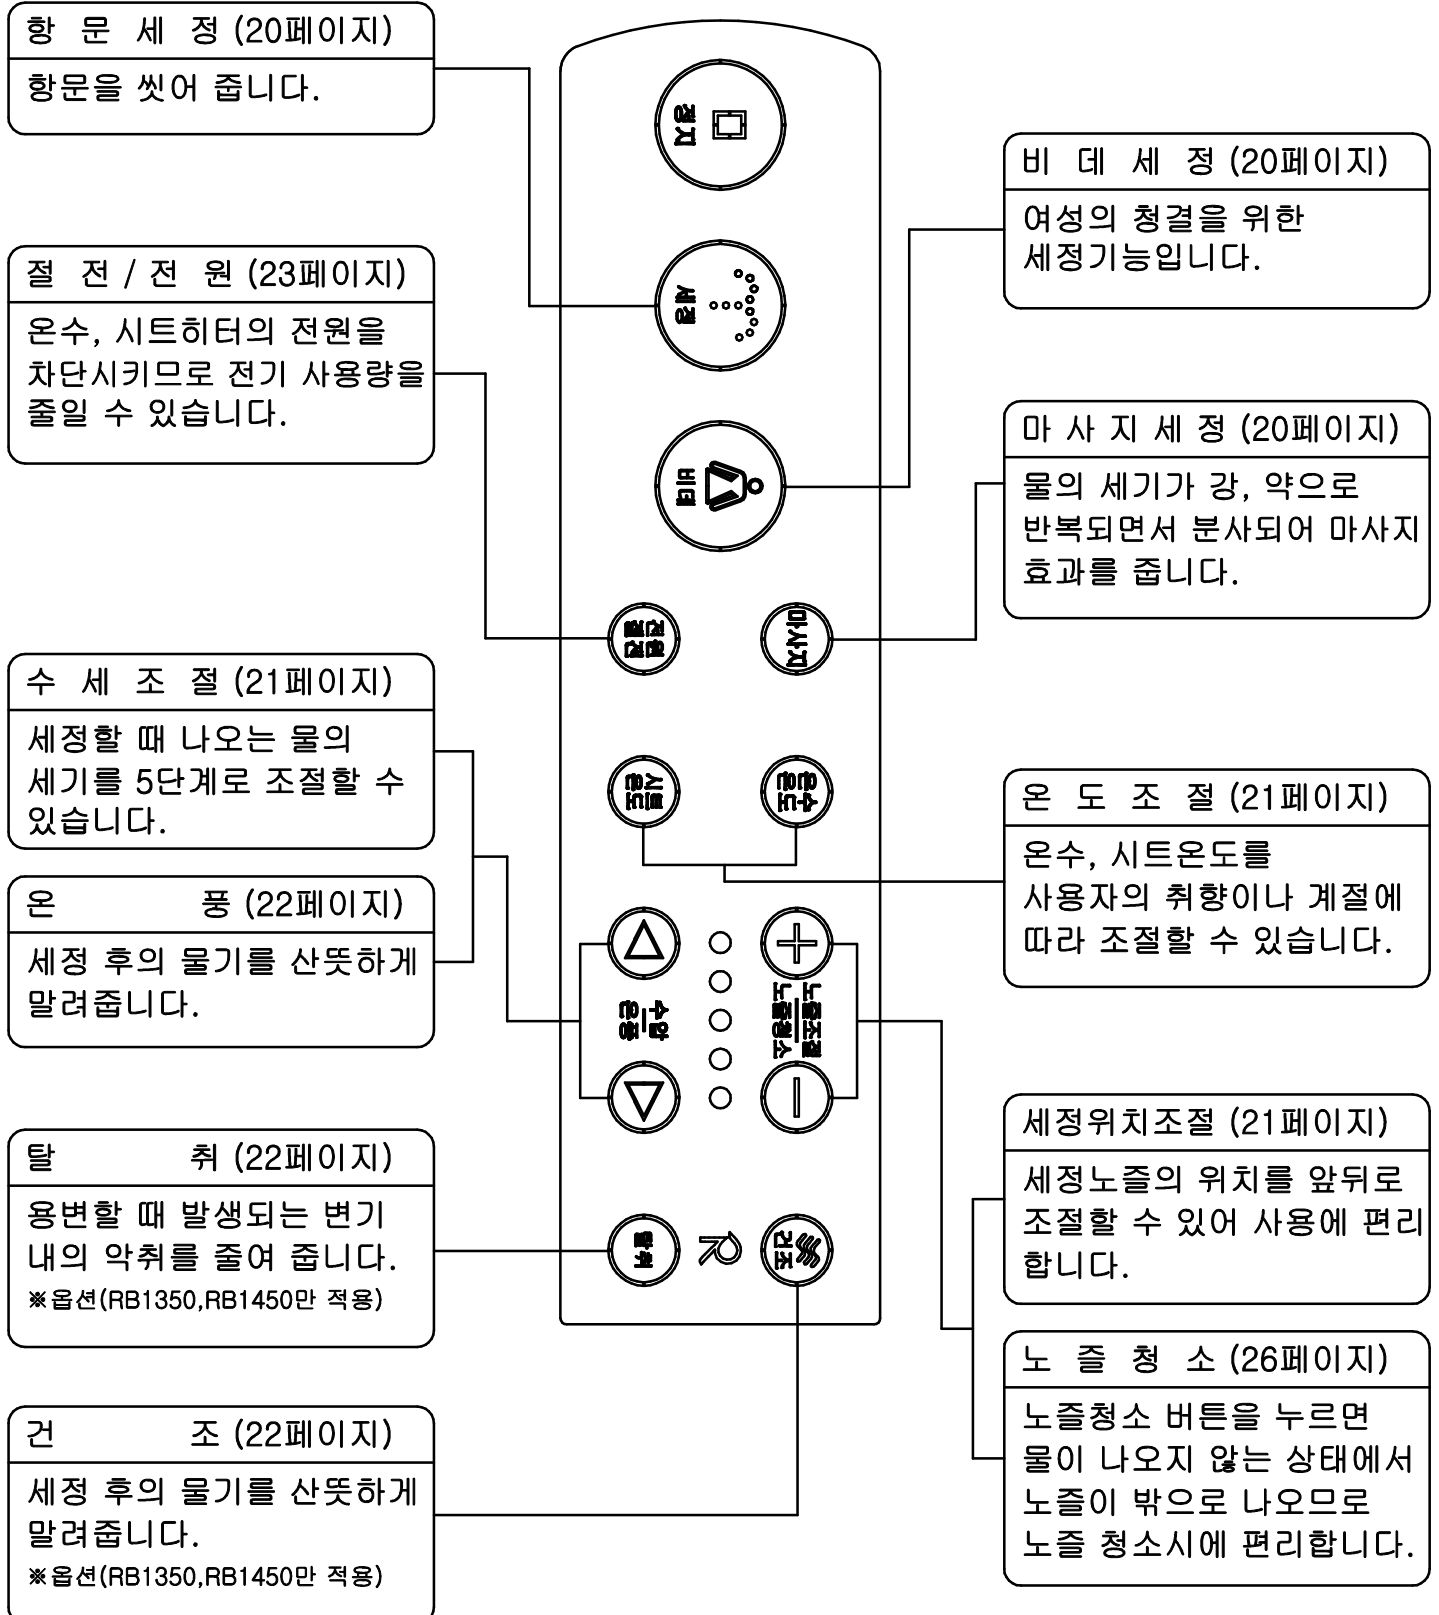 항 문 세 정 (20페이지)
항문을 씻어 줍니다.
절 전 / 전 원 (23페이지)
온수, 시트히터의 전원을
차단시키므로 전기 사용량을
줄일 수 있습니다.
수 세 조 절 (21페이지)
세정할 때 나오는 물의
세기를 5단계로 조절할 수
있습니다.
온 풍 (22페이지)
세정 후의 물기를 산뜻하게
말려줍니다.
탈 취 (22페이지)
용변할 때 발생되는 변기
내의 악취를 줄여 줍니다.
※옵션(RB1350,RB1450만 적용)
건 조 (22페이지)
세정 후의 물기를 산뜻하게
말려줍니다.
※옵션(RB1350,RB1450만 적용)
정지
세정
비데
전원
절전
마사지
시트
온도
온수
온도
수압
온풍
노즐조절
노즐청소
탈취
건조
비 데 세 정 (20페이지)
여성의 청결을 위한
세정기능입니다.
마 사 지 세 정 (20페이지)
물의 세기가 강, 약으로
반복되면서 분사되어 마사지
효과를 줍니다.
온 도 조 절 (21페이지)
온수, 시트온도를
사용자의 취향이나 계절에
따라 조절할 수 있습니다.
세정위치조절 (21페이지)
세정노즐의 위치를 앞뒤로
조절할 수 있어 사용에 편리
합니다.
노 즐 청 소 (26페이지)
노즐청소 버튼을 누르면
물이 나오지 않는 상태에서
노즐이 밖으로 나오므로
노즐 청소시에 편리합니다.